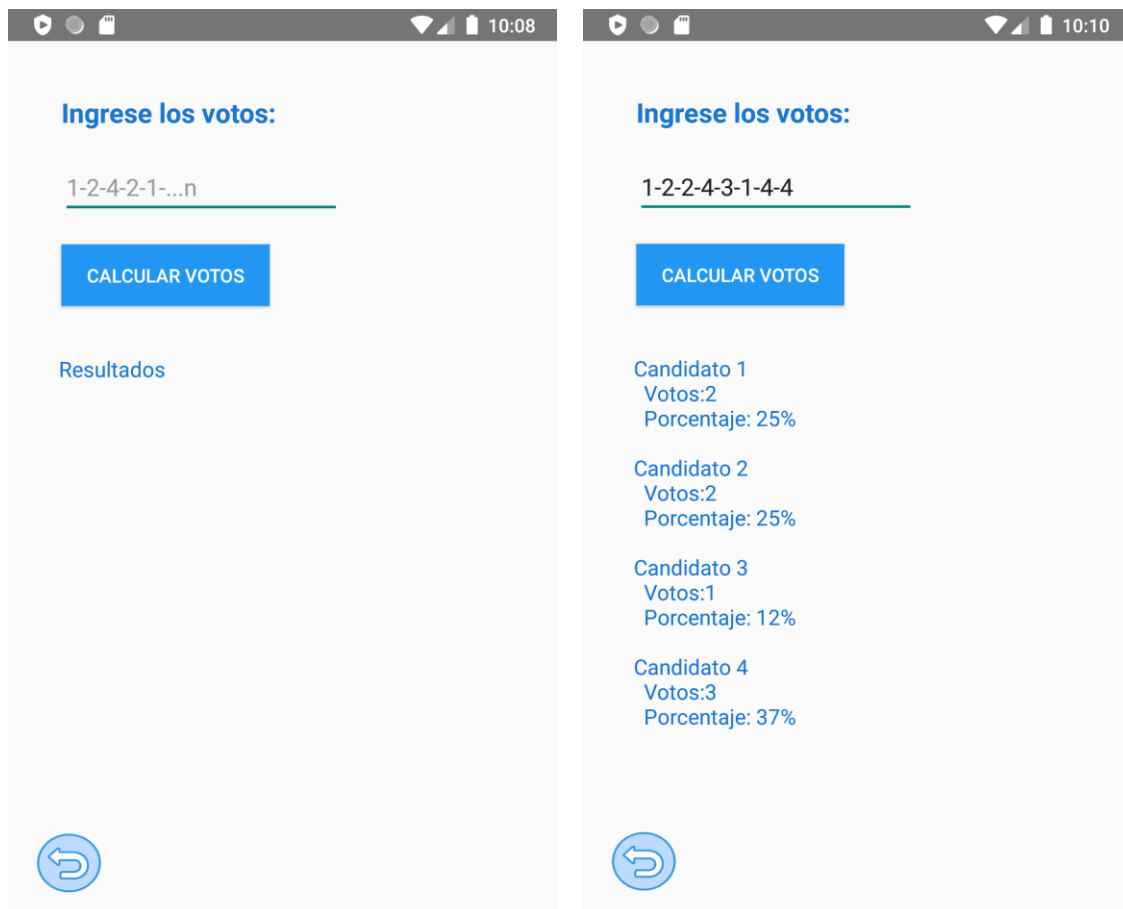 10:08
Ingrese los votos:
1-2-4-2-1-...n
CALCULAR VOTOS
Resultados
10:10
Ingrese los votos:
1-2-2-4-3-1-4-4
CALCULAR VOTOS
Candidato 1
Votos:2
Porcentaje: 25%
Candidato 2
Votos:2
Porcentaje: 25%
Candidato 3
Votos:1
Porcentaje: 12%
Candidato 4
Votos:3
Porcentaje: 37%